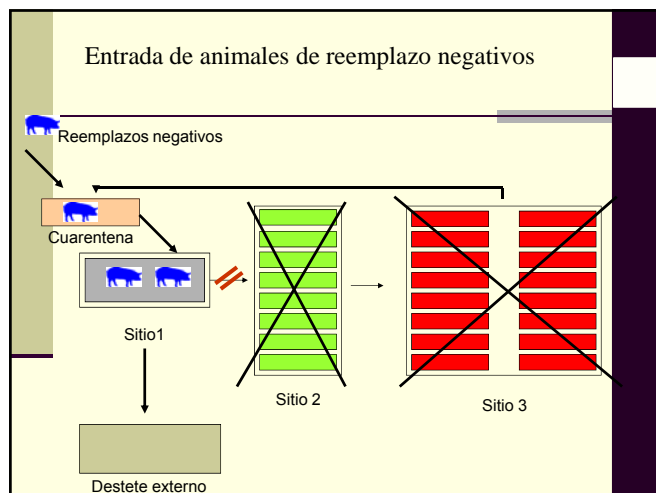 Entrada de animales de reemplazo negativos
Reemplazos negativos
Cuarentena
Sitio1
Sitio 2
Sitio 3
Destete externo